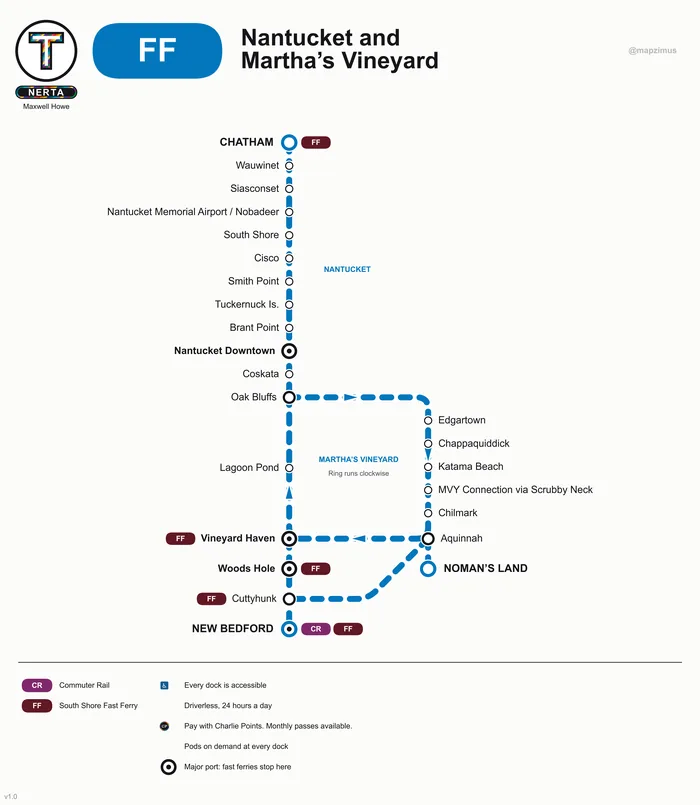 T
NERTA
Maxwell Howe
FF
Nantucket and
Martha's Vineyard
@mapzimus
CHATHAM FF
Wauwinet
Siasconset
Nantucket Memorial Airport / Nobadeer
South Shore
Cisco
NANTUCKET
Smith Point
Tuckernuck Is.
Brant Point
Nantucket Downtown
Coskata
Oak Bluffs
Edgartown
Chappaquiddick
MARTHA'S VINEYARD
Lagoon Pond
Katama Beach
Ring runs clockwise
MVY Connection via Scrubby Neck
Chilmark
FF Vineyard Haven
Aquinnah
Woods Hole FF
NOMAN'S LAND
FF Cuttyhunk
NEW BEDFORD CR FF
CR Commuter Rail
FF South Shore Fast Ferry
Every dock is accessible
Driverless, 24 hours a day
CP Pay with Charlie Points. Monthly passes available.
Pods on demand at every dock
Major port: fast ferries stop here
v1.0